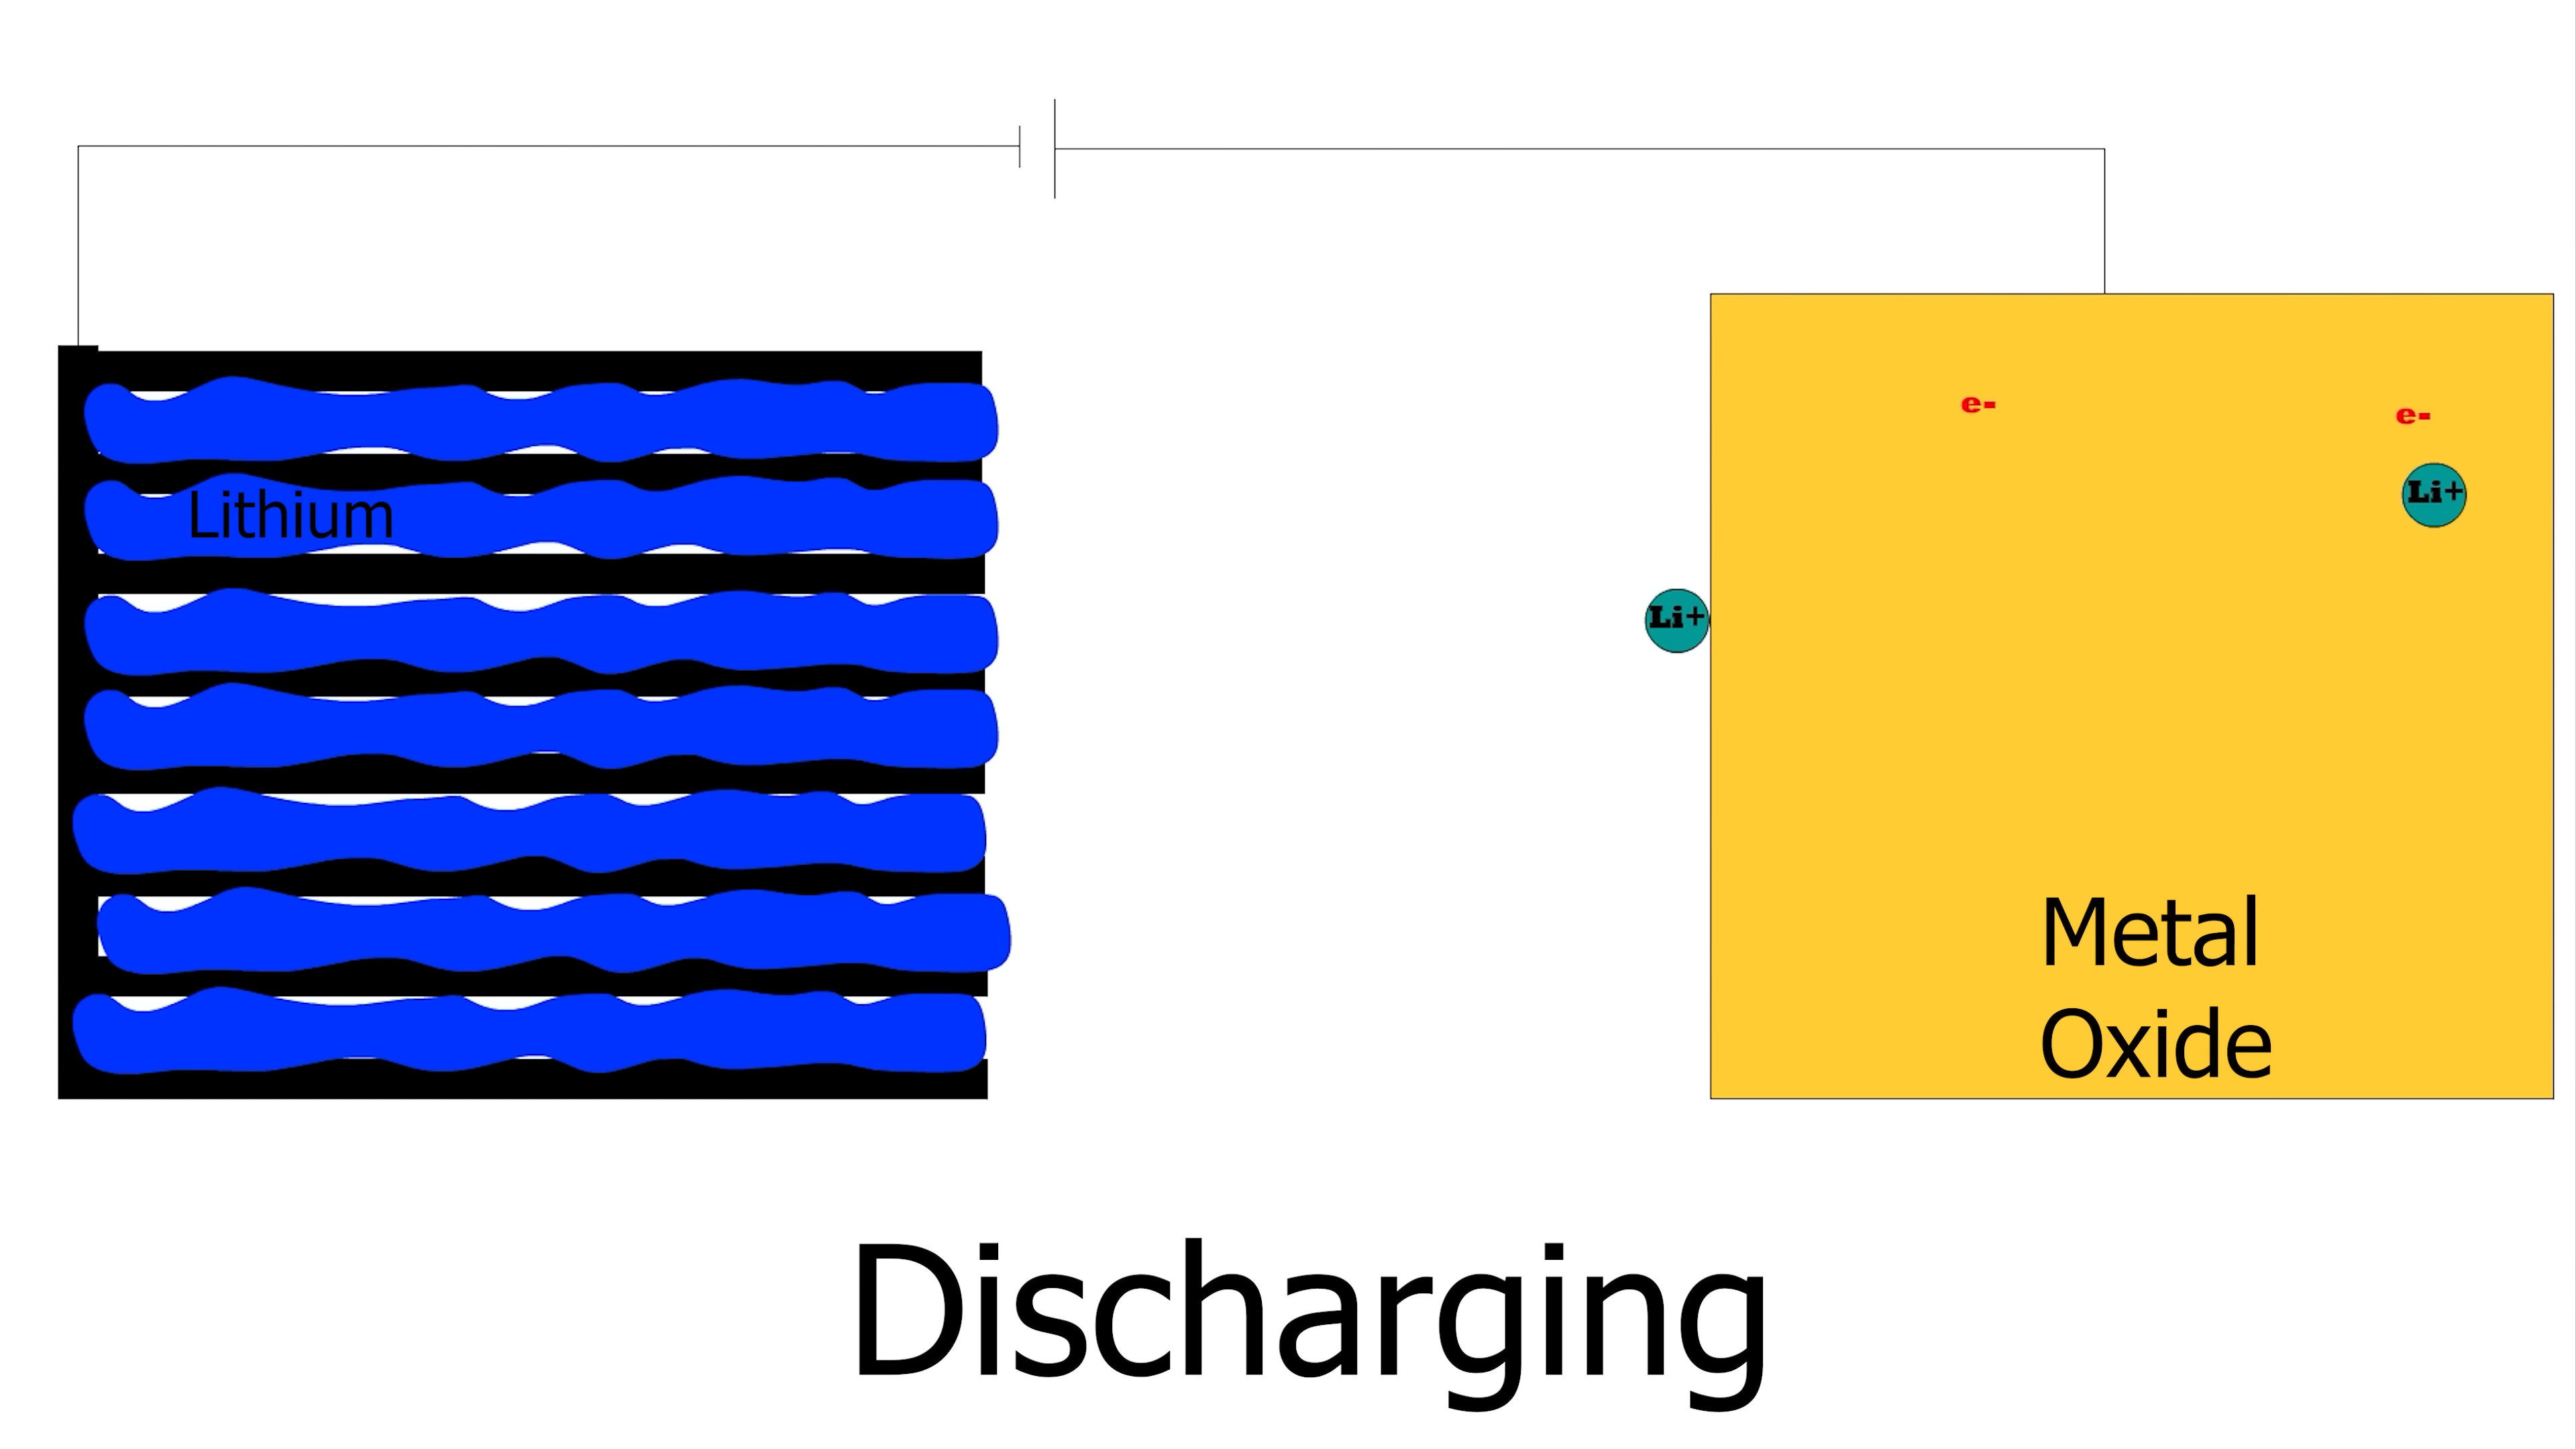 e-
e-
Li+
Lithium
Li+
Metal
Oxide
Discharging